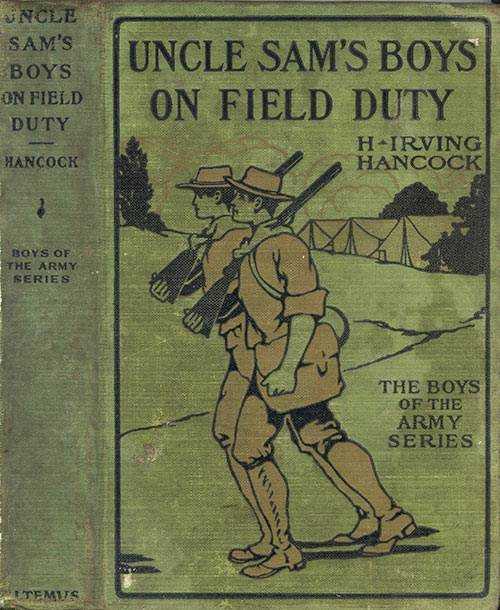 UNCLE
SAM'S
BOYS
ON FIELD
DUTY
HANCOCK
BOYS OF
THE ARMY
SERIES
ALTEMUS
UNCLE SAM'S BOYS
ON FIELD DUTY
H·IRVING
HANCOCK
THE BOYS
OF THE
ARMY
SERIES